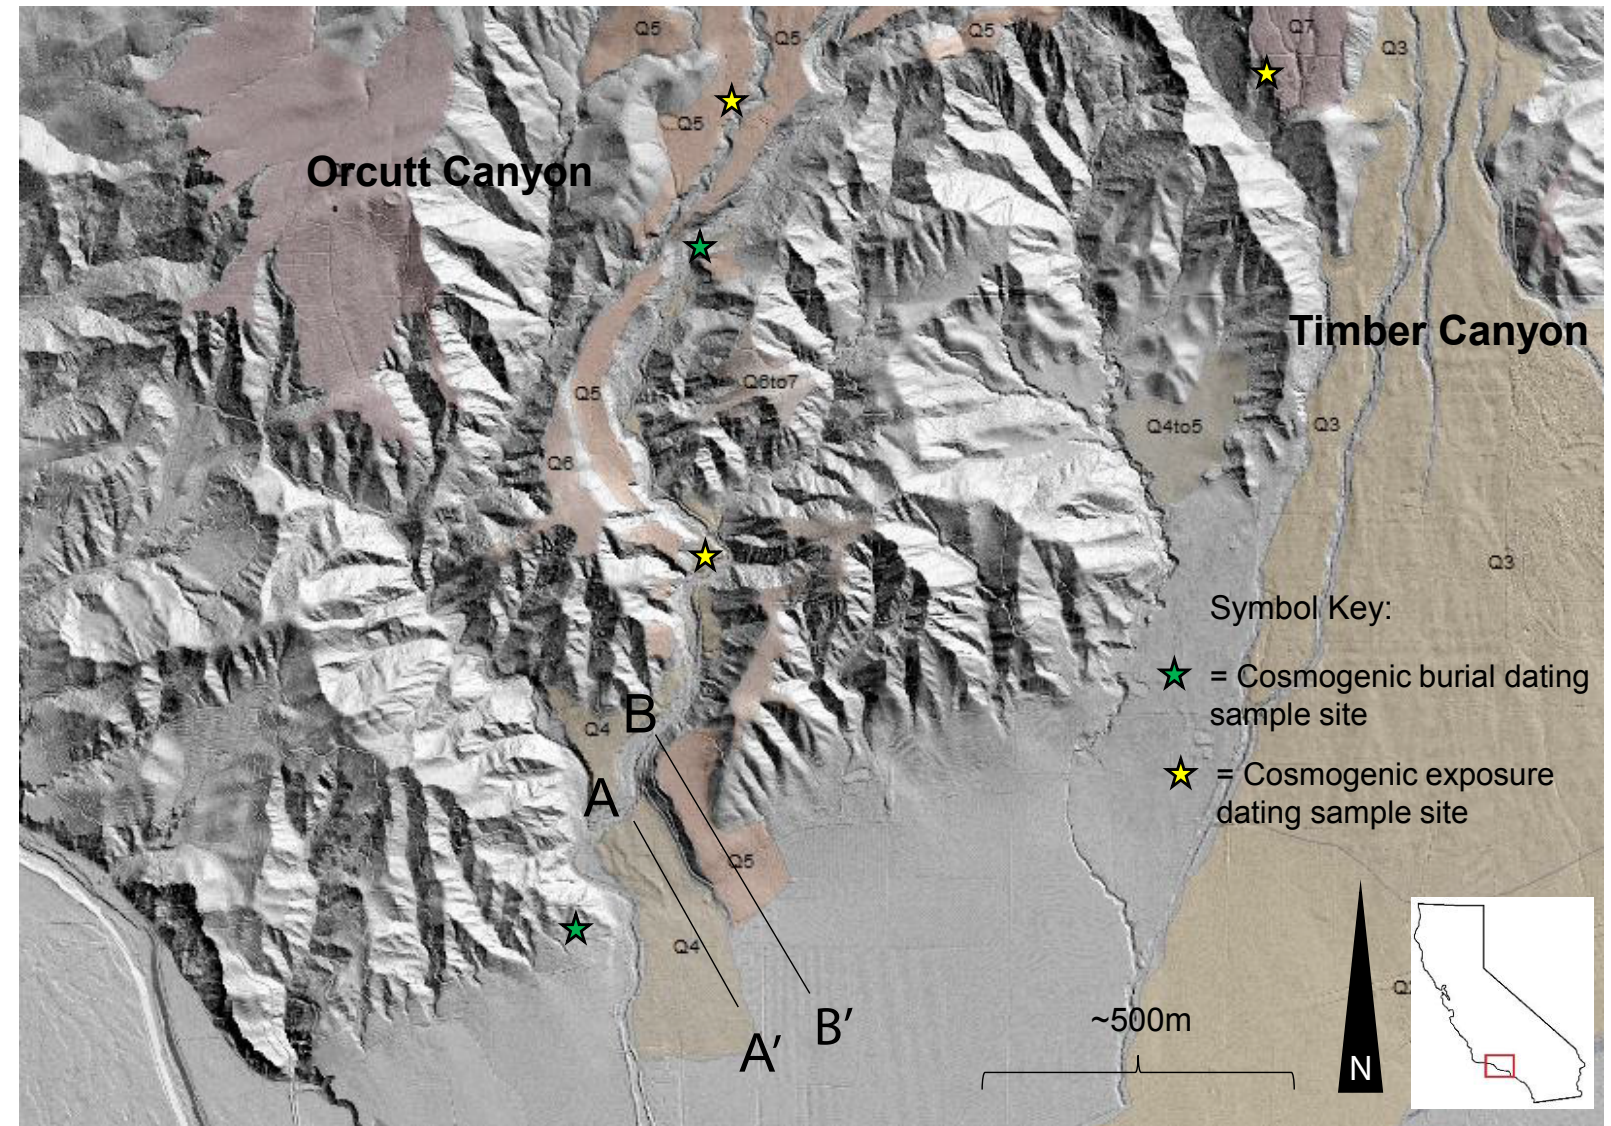 Q5
Q5
Q5
Q7
Q3
Q5
Orcutt Canyon
Timber Canyon
Q6to7
Q5
Q4to5
Q3
Q6
Q3
Symbol Key:
= Cosmogenic burial dating
sample site
B
Q4
= Cosmogenic exposure
dating sample site
A
Q5
Q4
~500m
B′
A′
N